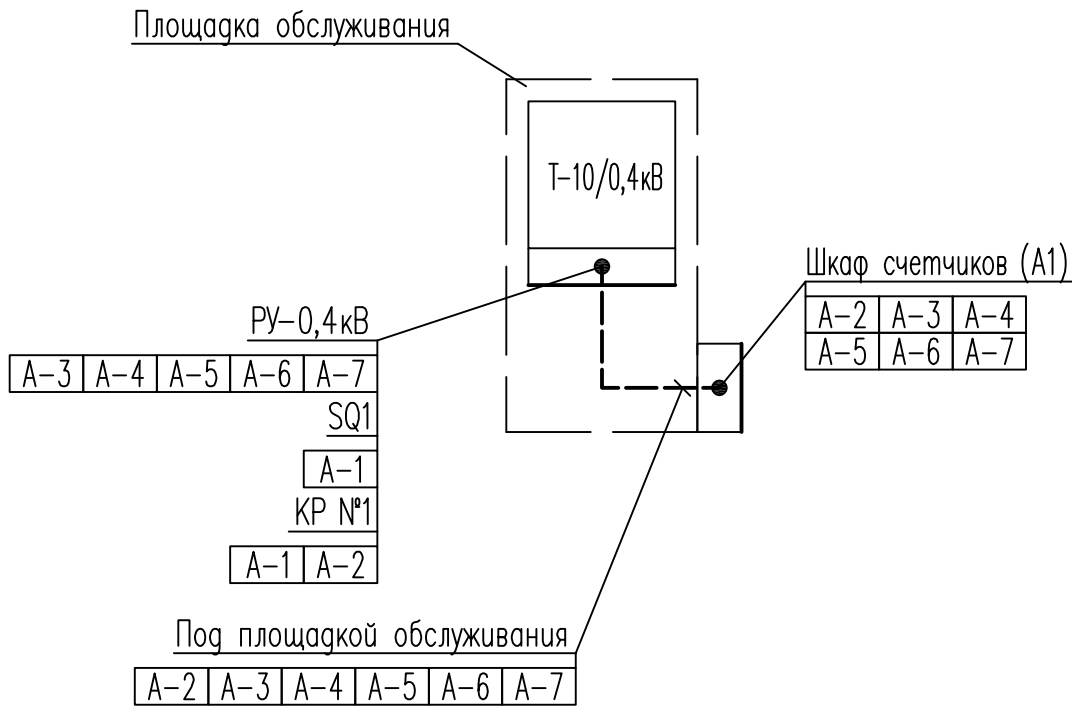 Площадка обслуживания
Т-10/0,4кВ
Шкаф счетчиков (А1)
А-2 А-3 А-4
А-5 А-6 А-7
РУ-0,4кВ
А-3 А-4 А-5 А-6 А-7
SQ1
А-1
КР №1
А-1 А-2
Под площадкой обслуживания
А-2 А-3 А-4 А-5 А-6 А-7